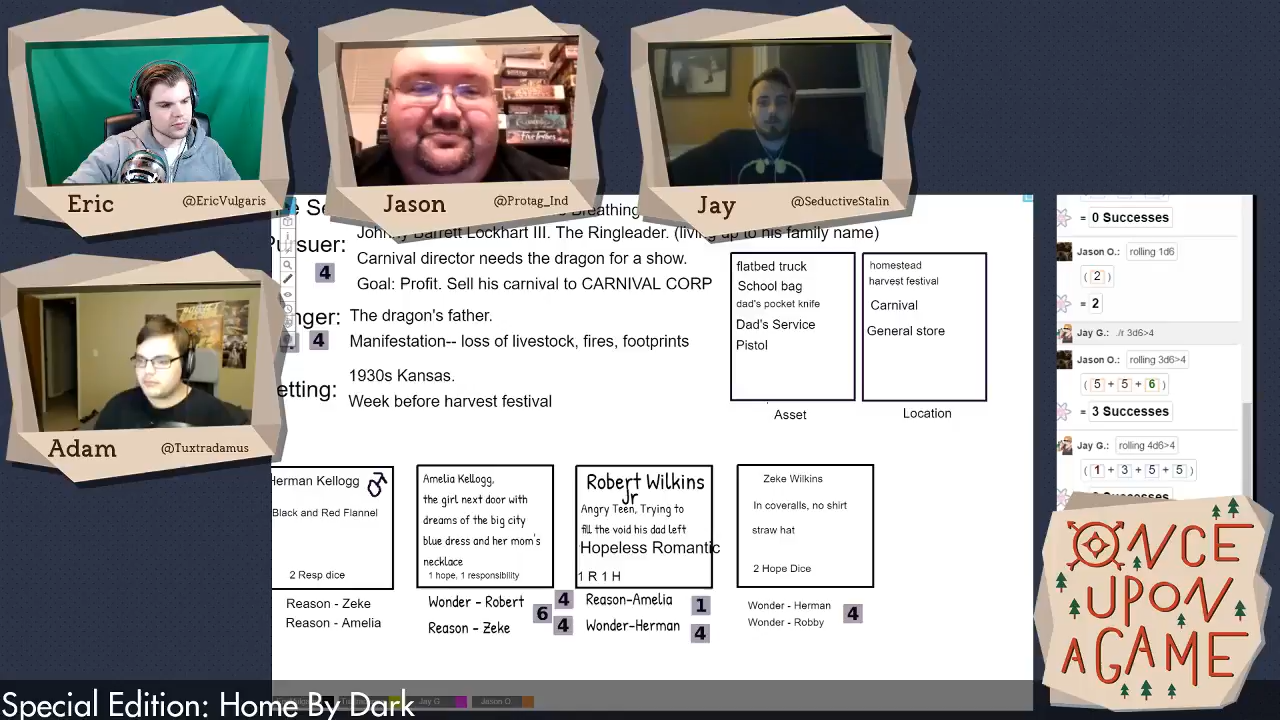 Eric @EricVulgaris
Jason @Protag_Ind
Jay @SeductiveStalin
Adam @Tuxtradamus
Breathing
Barrett Lockhart III. The Ringleader. (living up to his family name)
4
Carnival director needs the dragon for a show.
Goal: Profit. Sell his carnival to CARNIVAL CORP
The dragon's father.
4
Manifestation-- loss of livestock, fires, footprints
1930s Kansas.
Week before harvest festival
flatbed truck
School bag
dad's pocket knife
Dad's Service
Pistol
Asset
homestead
harvest festival
Carnival
General store
Location
Herman Kellogg
Black and Red Flannel
2 Resp dice
Reason - Zeke
Reason - Amelia
Amelia Kellogg,
the girl next door with
dreams of the big city
blue dress and her mom's
necklace
1 hope, 1 responsibility
Wonder - Robert 4
6
Reason - Zeke 4
Robert Wilkins
Jr
Angry Teen, Trying to
fill the void his dad left
Hopeless Romantic
1 R 1 H
Reason-Amelia 1
Wonder-Herman 4
Zeke Wilkins
In coveralls, no shirt
straw hat
2 Hope Dice
Wonder - Herman
Wonder - Robby
4
= 0 Successes
Jason O.: rolling 1d6
( 2 )
= 2
Jay G.: ./r 3d6>4
Jason O.: rolling 3d6>4
( 5 + 5 + 6 )
= 3 Successes
Jay G.: rolling 4d6>4
( 1 + 3 + 5 + 5 )
ONCE
UPON
A GAME
Jay G
Jason O
Special Edition: Home By Dark